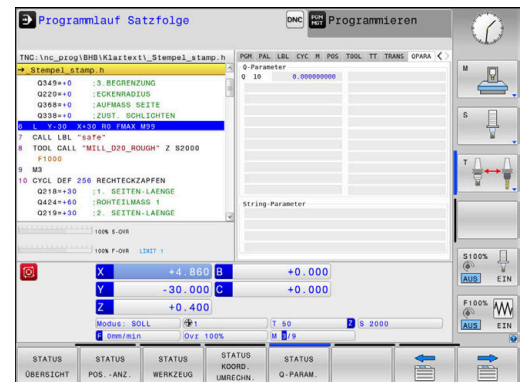 Programmlauf Satzfolge
DNC
PGM MGT
Programmieren
TNC:\nc_prog\BHB\Klartext\_Stempel_stamp.h
→_Stempel_stamp.h
Q349=+0 ;3.BEGRENZUNG
Q220=+0 ;ECKENRADIUS
Q368=+0 ;AUFMASS SEITE
Q338=+0 ;ZUST. SCHLICHTEN
6 L Y-30 X+30 R0 FMAX M99
7 CALL LBL "safe"
8 TOOL CALL "MILL_D20_ROUGH" Z S2000
F1000
9 M3
10 CYCL DEF 256 RECHTECKZAPFEN
Q218=+30 ;1. SEITEN-LAENGE
Q424=+60 ;ROHTEILMASS 1
Q219=+30 ;2. SEITEN-LAENGE
PGM PAL LBL CYC M POS TOOL TT TRANS QPARA
Q-Parameter
Q 10 0.000000000
String-Parameter
100% S-OVR
100% F-OVR LIMIT 1
X +4.860 B +0.000
Y -30.000 C +0.000
Z +0.400
Modus: SOLL 1 T 50 Z S 2000
F 0mm/min Ovr 100% M 5/9
M
S
T
S100%
AUS EIN
F100%
AUS EIN
STATUS ÜBERSICHT
STATUS POS.-ANZ.
STATUS WERKZEUG
STATUS KOORD. UMRECHN.
STATUS Q-PARAM.